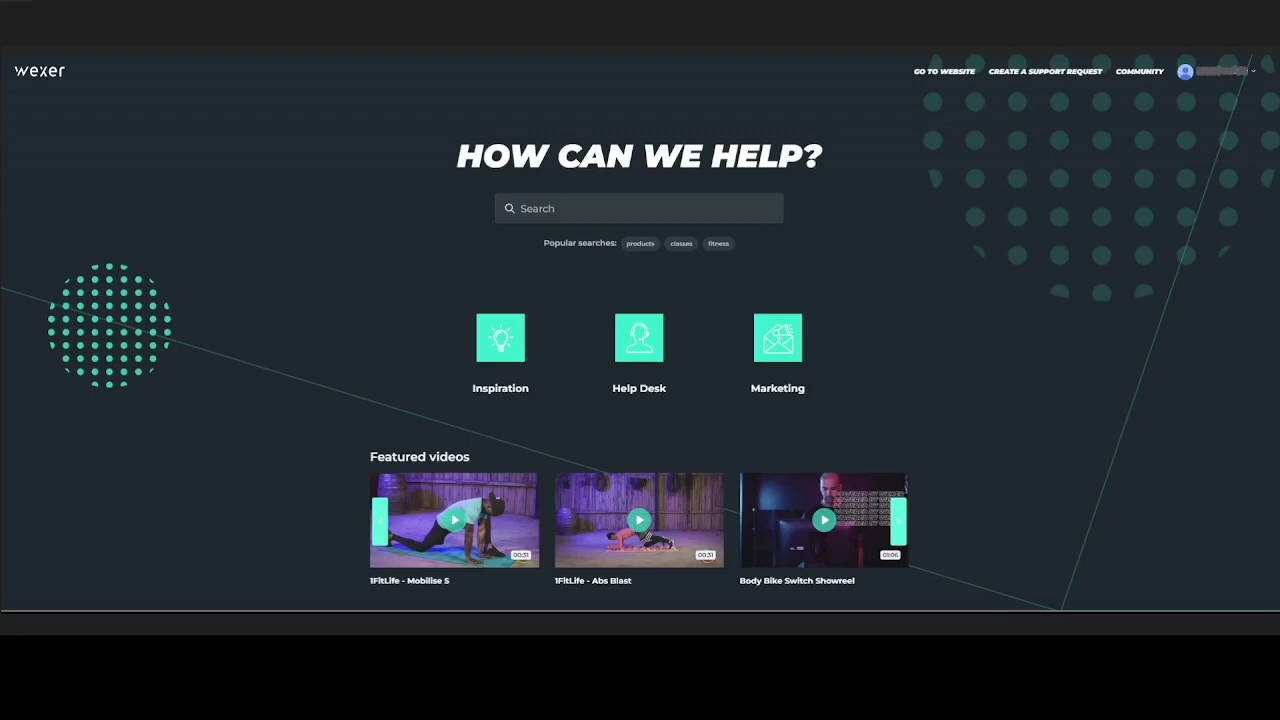 wexer
GO TO WEBSITE CREATE A SUPPORT REQUEST COMMUNITY
HOW CAN WE HELP?
Search
Popular searches: products classes fitness
Inspiration Help Desk Marketing
Featured videos
00:31 00:31 01:06
1FitLife - Mobilise 5 1FitLife - Abs Blast Body Bike Switch Showreel